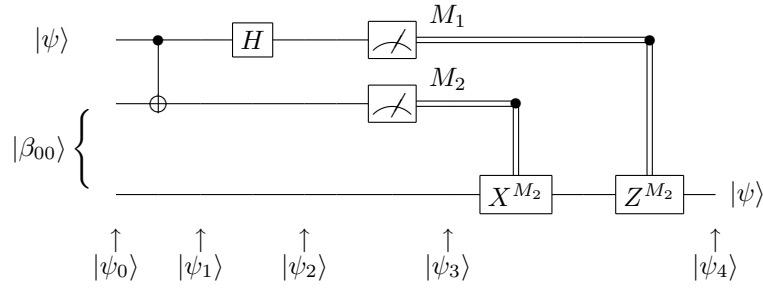 |ψ⟩ H M₁
M₂
|β₀₀⟩
X^{M₂} Z^{M₂} |ψ⟩
↑ ↑ ↑ ↑ ↑
|ψ₀⟩ |ψ₁⟩ |ψ₂⟩ |ψ₃⟩ |ψ₄⟩